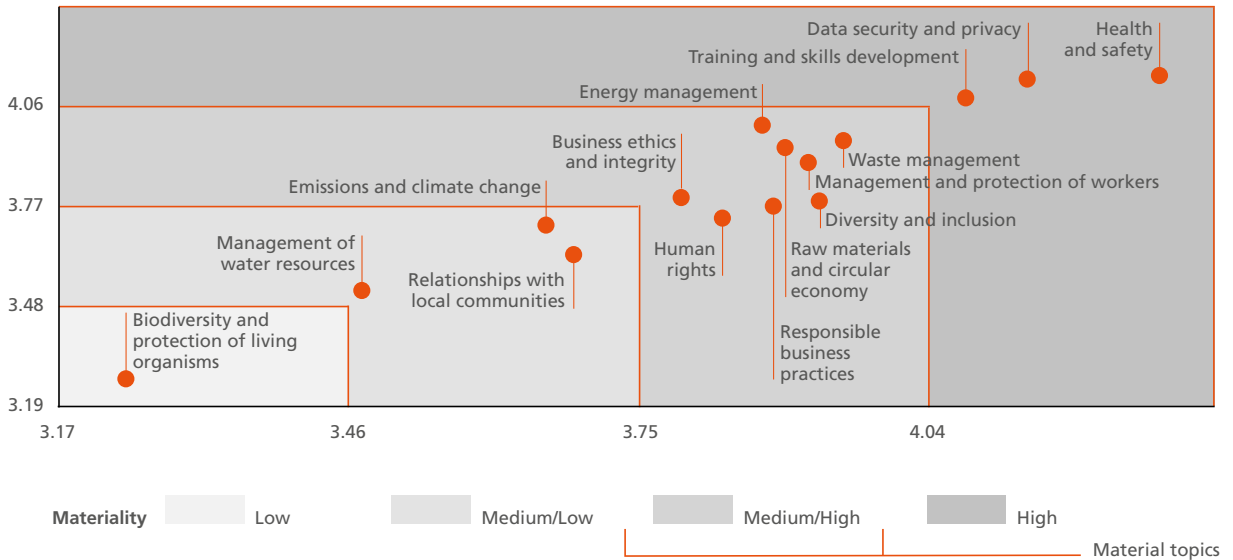 Data security and privacy
Health
and safety
Training and skills development
Energy management
4.06
Business ethics
and integrity
Waste management
Management and protection of workers
Emissions and climate change
3.77
Diversity and inclusion
Management of
water resources
Human
rights
Raw materials
and circular
economy
Relationships with
local communities
3.48
Biodiversity and
protection of living
organisms
Responsible
business
practices
3.19
3.17
3.46
3.75
4.04
Materiality
Low
Medium/Low
Medium/High
High
Material topics